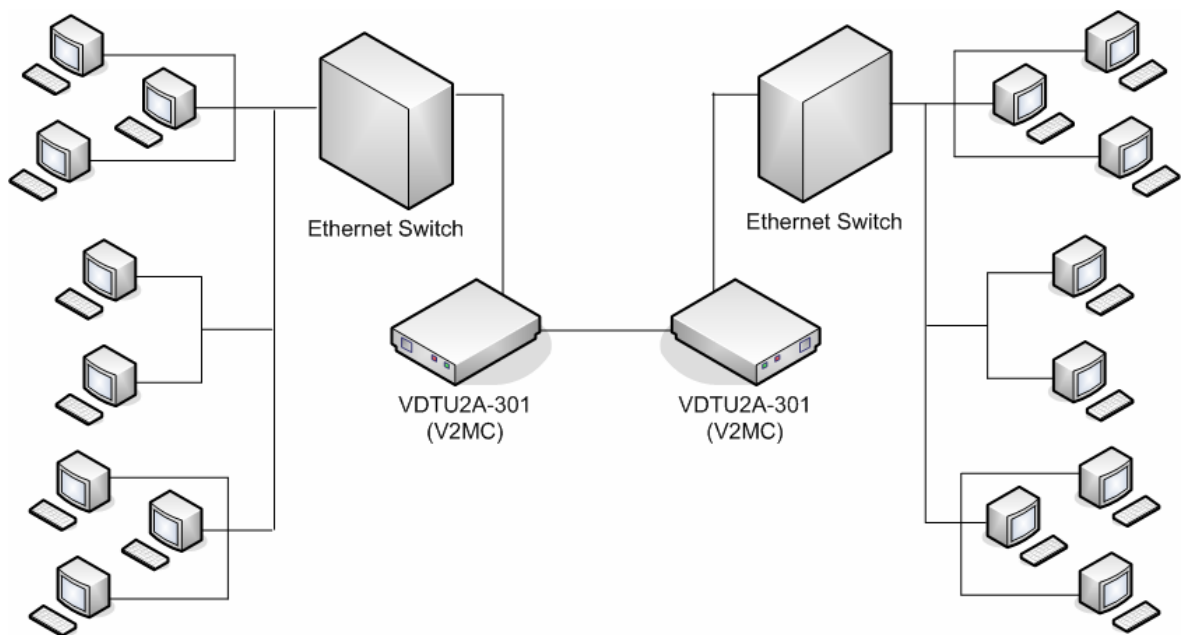 Ethernet Switch
Ethernet Switch
VDTU2A-301
(V2MC)
VDTU2A-301
(V2MC)